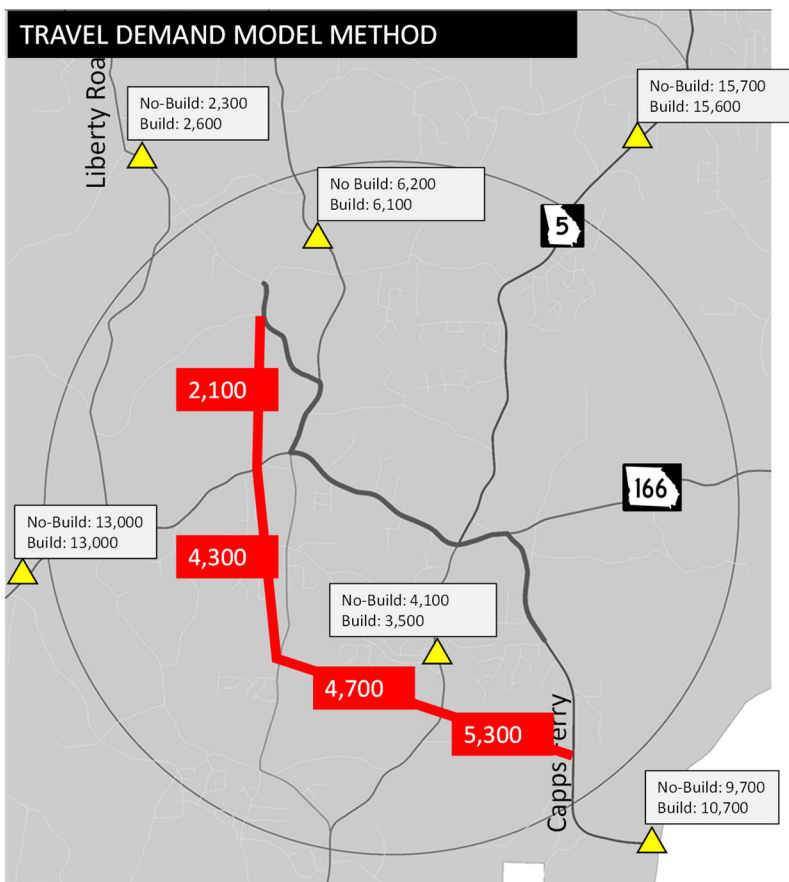 TRAVEL DEMAND MODEL METHOD
Liberty Roa
No-Build: 2,300
Build: 2,600
No-Build: 15,700
Build: 15,600
No Build: 6,200
Build: 6,100
5
2,100
166
No-Build: 13,000
Build: 13,000
4,300
No-Build: 4,100
Build: 3,500
4,700
5,300
Capps erry
No-Build: 9,700
Build: 10,700